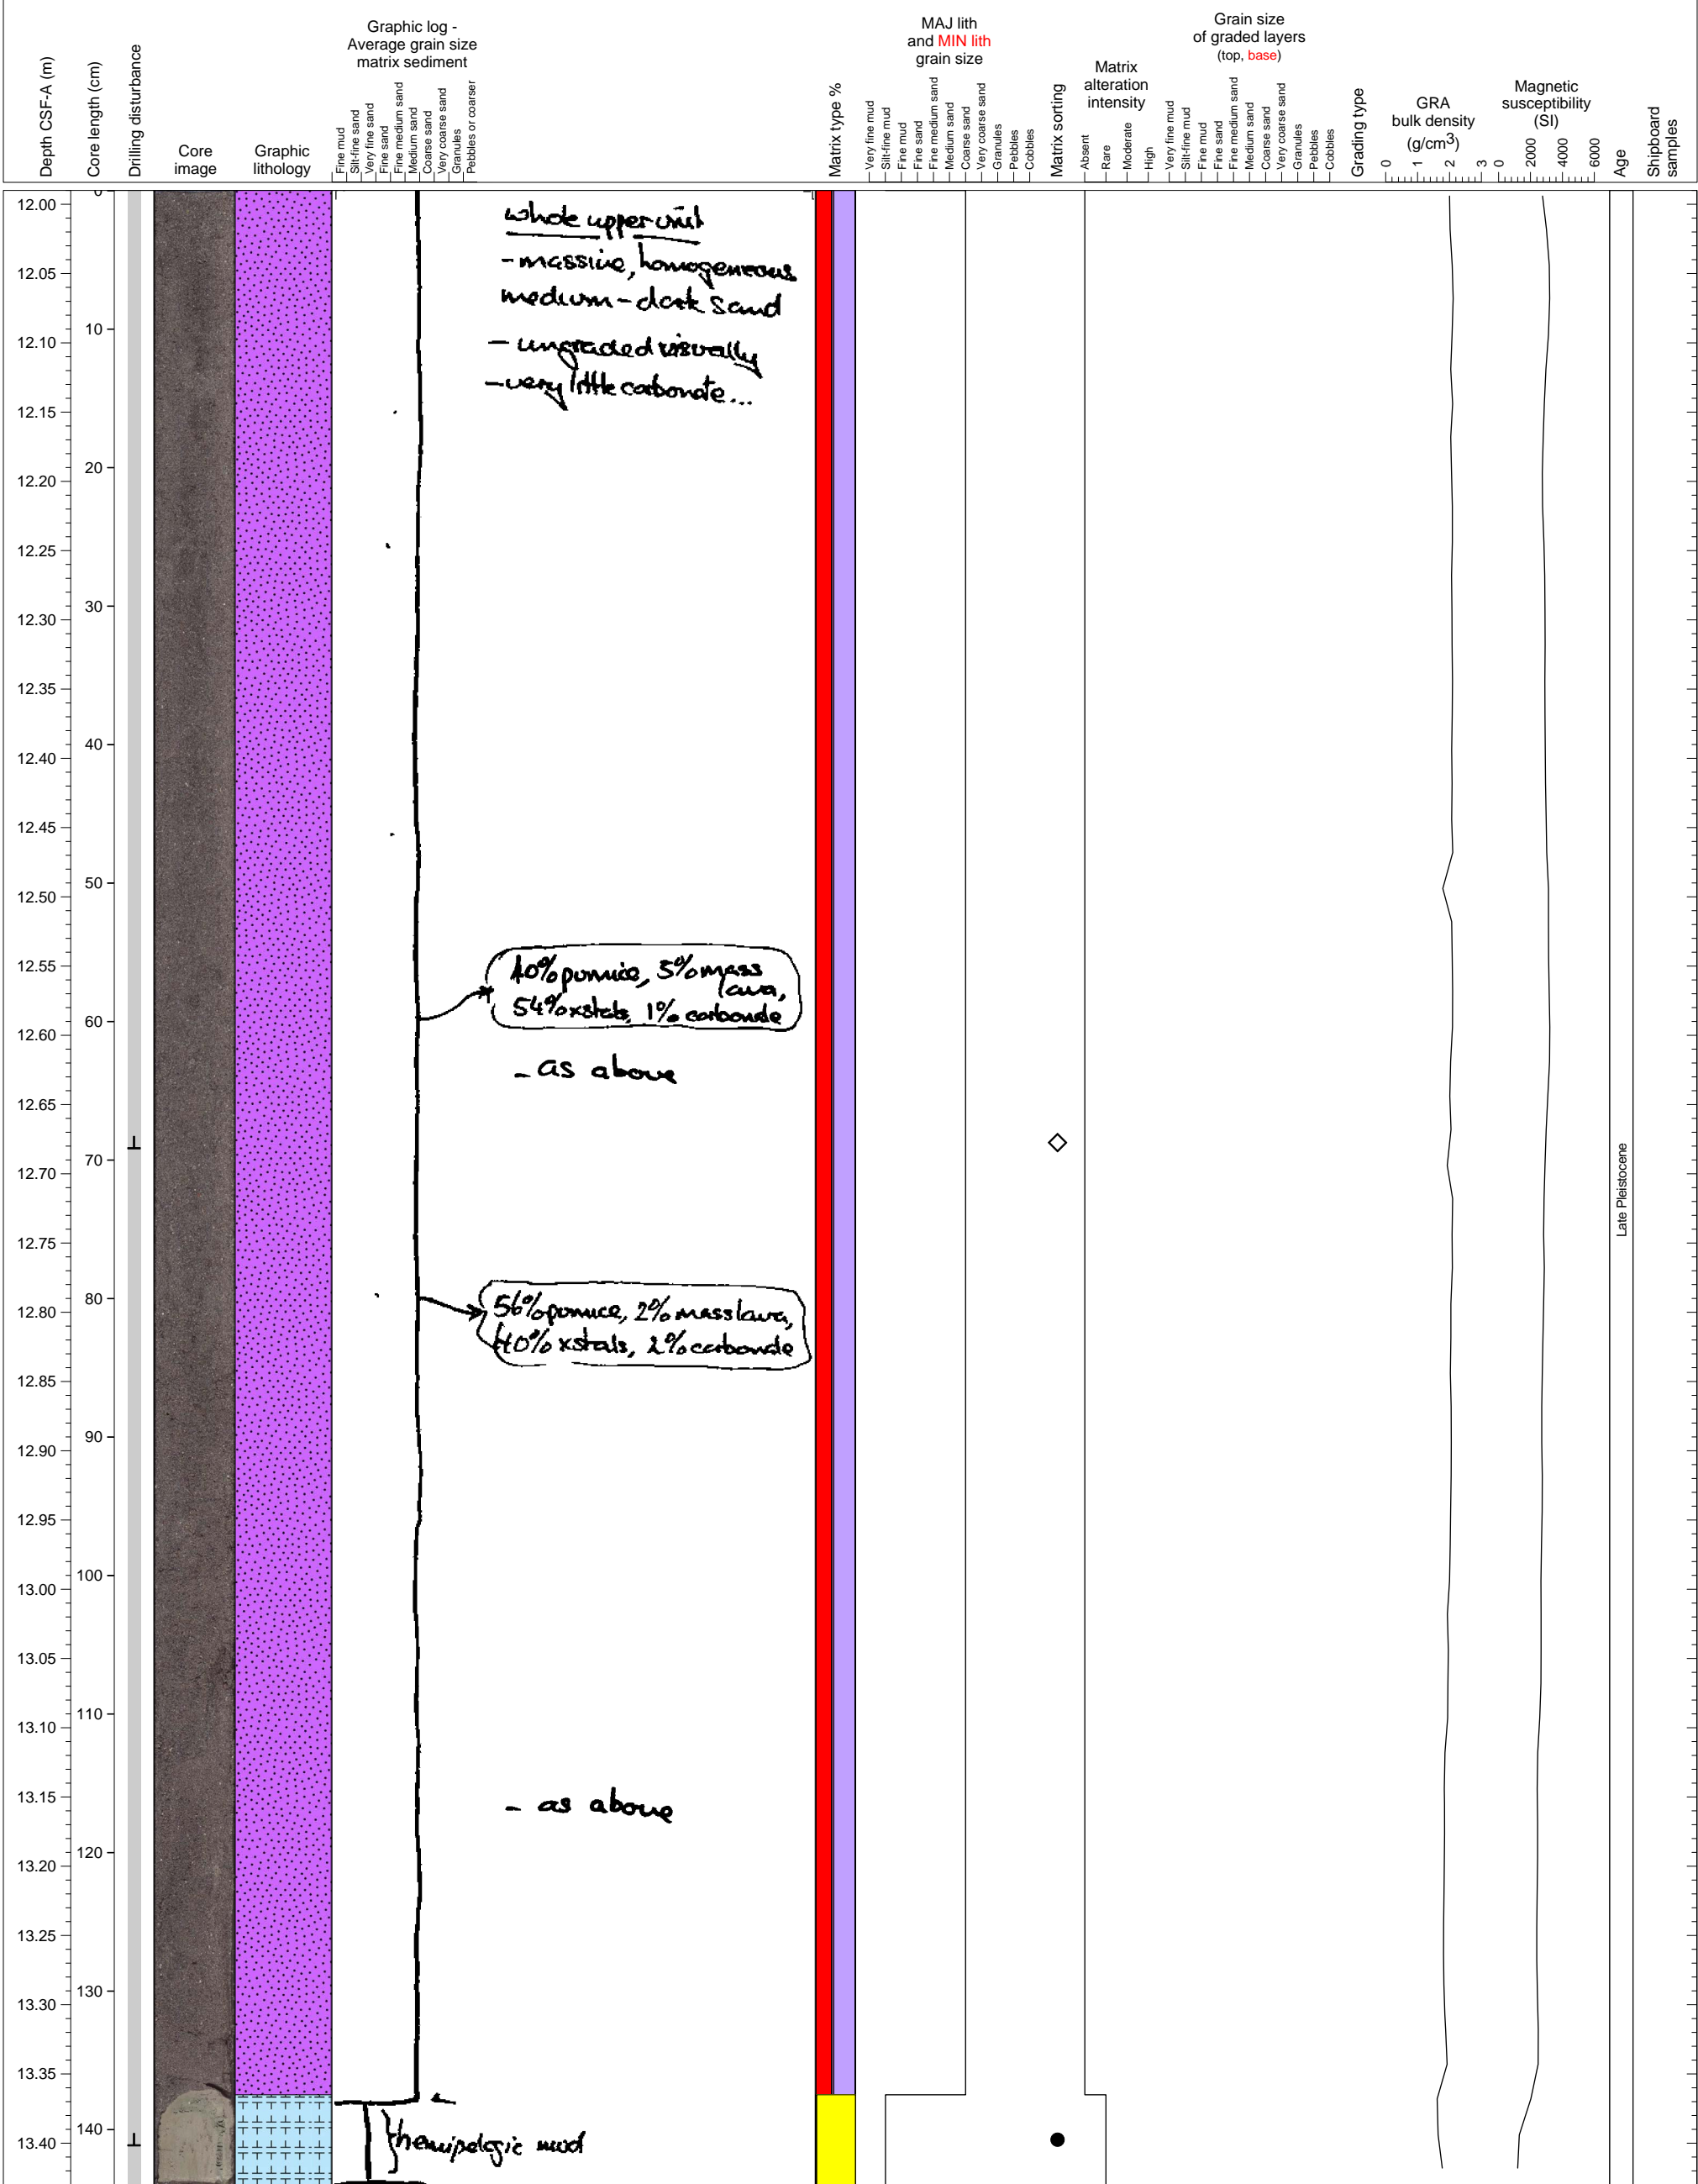 Depth CSF-A (m)
Core length (cm)
Drilling disturbance
Core
image
Graphic
lithology
Graphic log -
Average grain size
matrix sediment
Fine mud
Silt-fine sand
Very fine sand
Fine sand
Fine medium sand
Medium sand
Coarse sand
Very coarse sand
Granules
Pebbles or coarser
Matrix type %
MAJ lith
and MIN lith
grain size
Very fine mud
Silt-fine mud
Fine mud
Fine sand
Fine medium sand
Medium sand
Coarse sand
Very coarse sand
Granules
Pebbles
Cobbles
Matrix sorting
Matrix
alteration
intensity
Absent
Rare
Moderate
High
Grain size
of graded layers
(top, base)
Very fine mud
Silt-fine mud
Fine mud
Fine sand
Fine medium sand
Medium sand
Coarse sand
Very coarse sand
Granules
Pebbles
Cobbles
Grading type
GRA
bulk density
(g/cm3)
0 1 2 3
Magnetic
susceptibility
(SI)
0 2000 4000 6000
Age
Shipboard
samples
0
12.00
12.05
10
12.10
12.15
20
12.20
12.25
30
12.30
12.35
40
12.40
12.45
50
12.50
12.55
60
12.60
12.65
70
12.70
12.75
80
12.80
12.85
90
12.90
12.95
100
13.00
13.05
110
13.10
13.15
120
13.20
13.25
130
13.30
13.35
140
13.40
whole upper unit
- massive, homogeneous
medium-dark sand
- ungraded visually
- very little carbonate...
40% pumice, 5% mass
lava,
54% xstals, 1% carbonate
- as above
56% pumice, 2% mass lava,
40% xstals, 2% carbonate
- as above
hemipelagic mud
Late Pleistocene